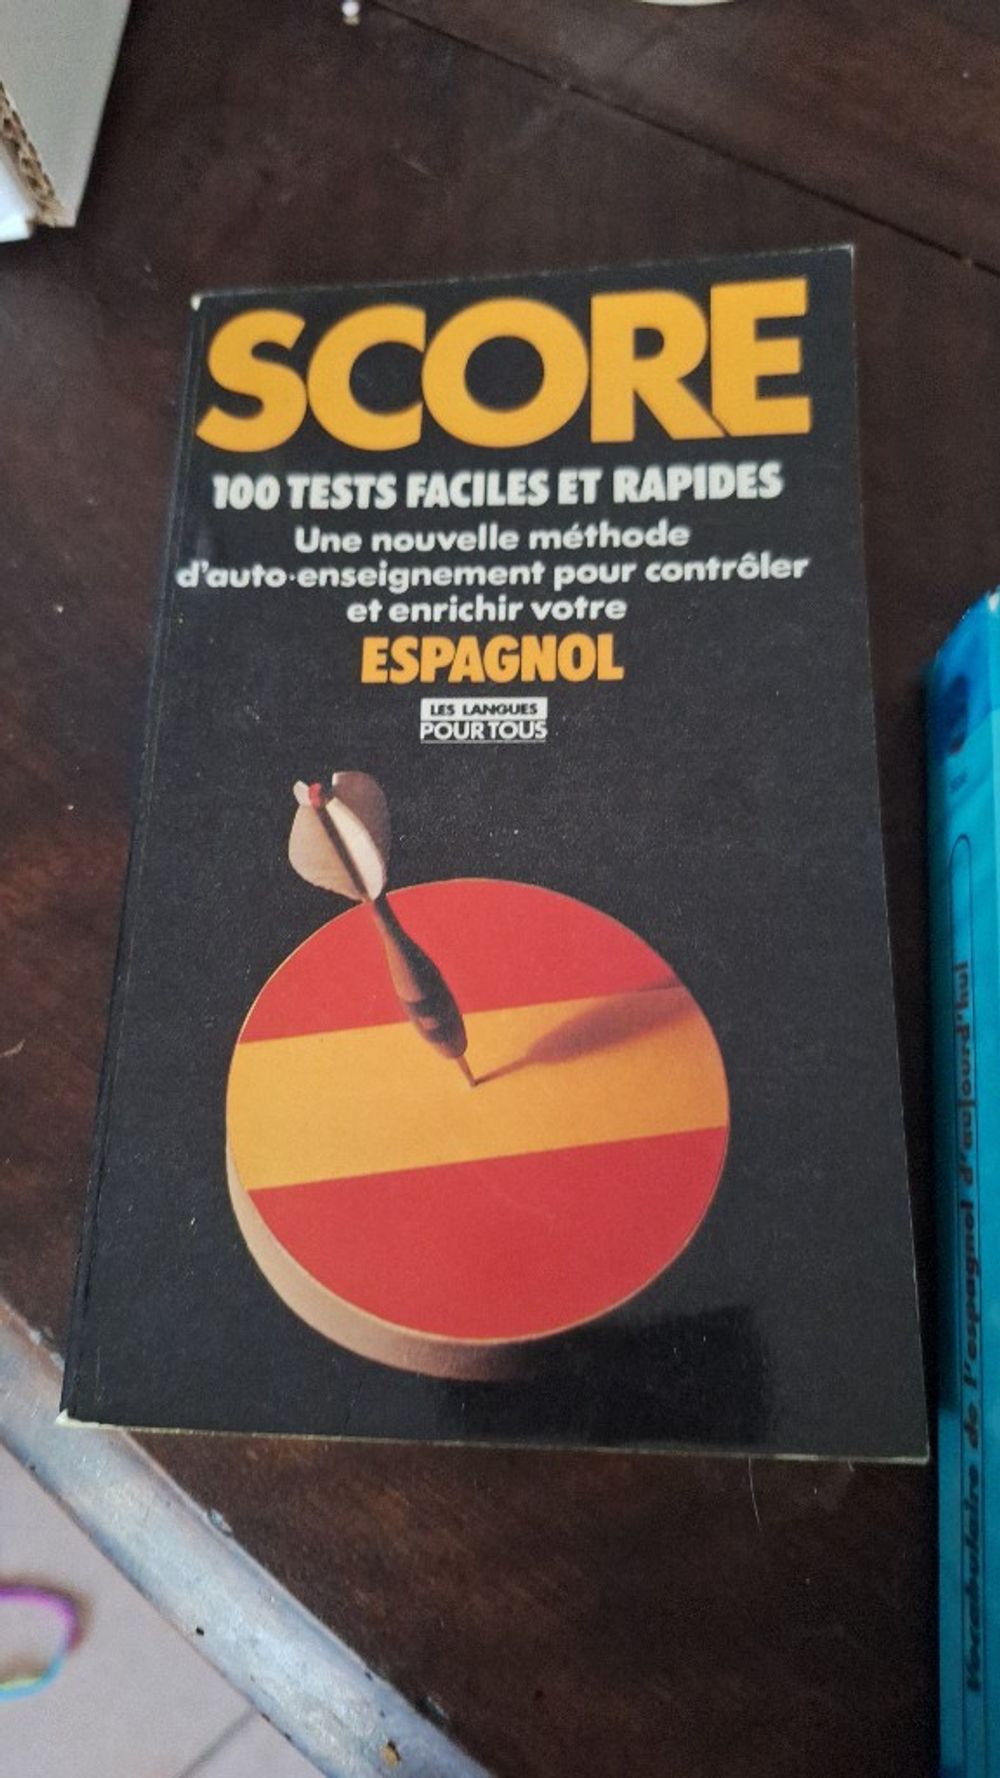 SCORE
100 TESTS FACILES ET RAPIDES
Une nouvelle méthode
d'auto-enseignement pour contrôler
et enrichir votre
ESPAGNOL
LES LANGUES
POUR TOUS
Vocabulaire de l'espagnol d'aujourd'hui